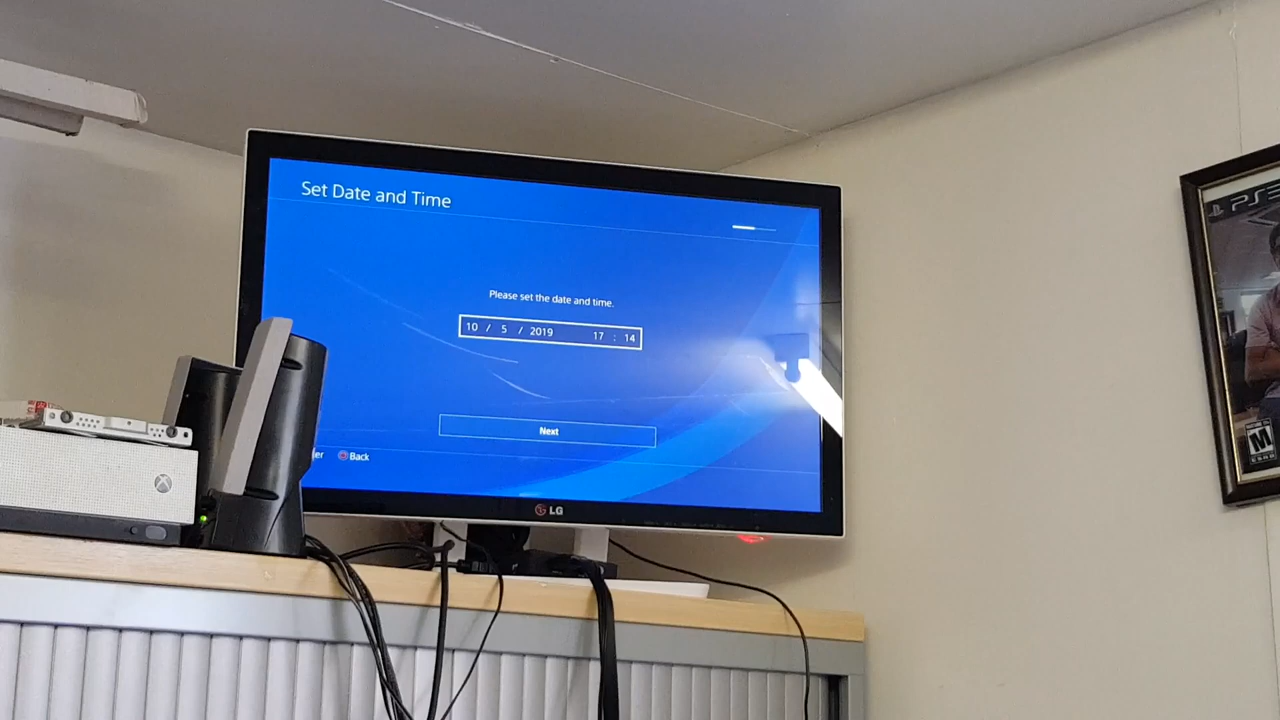 Set Date and Time
Please set the date and time.
10 / 5 / 2019 17 : 14
Next
er Back
LG
PS3
M